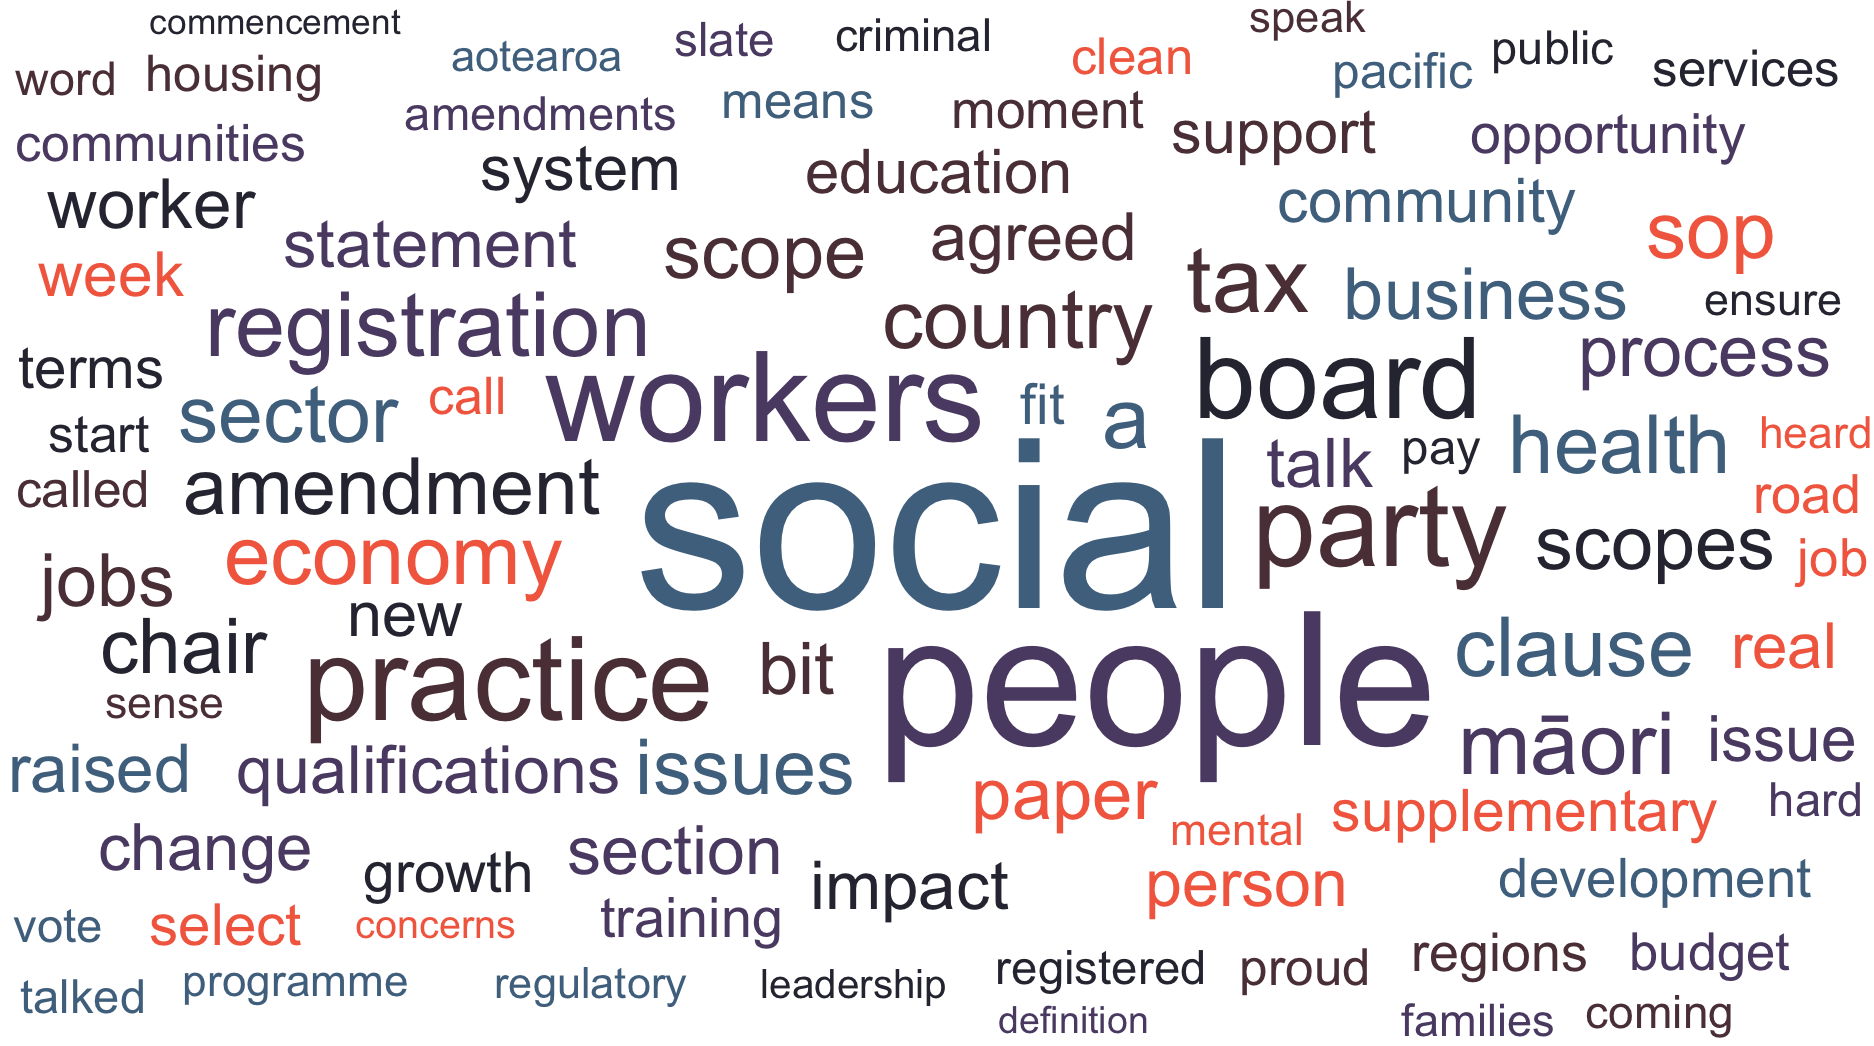 commencement
speak
slate
criminal
aotearoa
clean
public
word
housing
pacific
services
amendments
means
moment
communities
support
opportunity
system
education
worker
community
statement
scope
agreed
sop
week
tax
business
ensure
registration
country
terms
process
sector
call
workers
fit
a
board
start
talk
pay
health
heard
called
amendment
social
party
road
jobs
economy
scopes
job
new
chair
practice
bit
people
clause
real
sense
raised
qualifications
issues
māori
issue
paper
mental
supplementary
hard
change
growth
section
impact
person
development
vote
select
concerns
training
talked
programme
regulatory
leadership
registered
proud
regions
budget
definition
families
coming